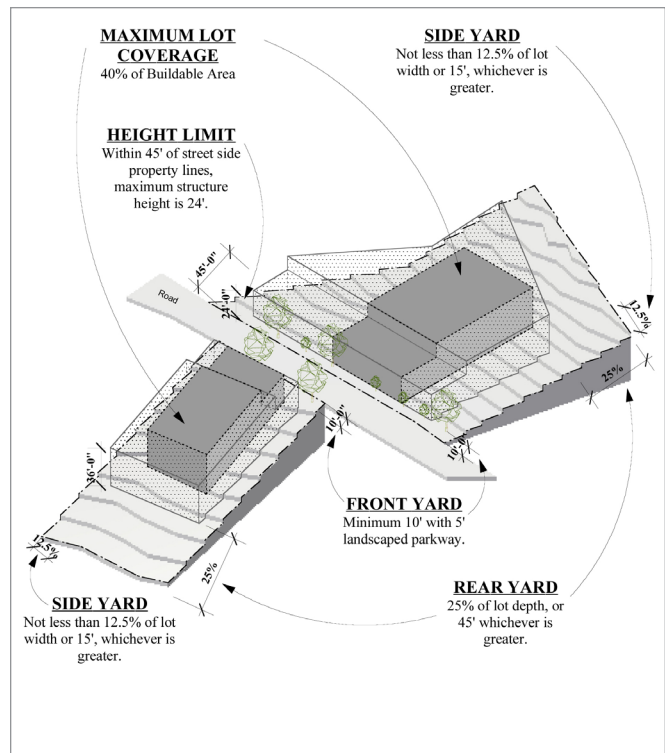 MAXIMUM LOT
COVERAGE
40% of Buildable Area
SIDE YARD
Not less than 12.5% of lot
width or 15', whichever is
greater.
HEIGHT LIMIT
Within 45' of street side
property lines,
maximum structure
height is 24'.
45'-0"
24'-0"
Road
12.5%
25%
10'-0"
10'-0"
36'-0"
FRONT YARD
Minimum 10' with 5'
landscaped parkway.
12.5%
25%
SIDE YARD
Not less than 12.5% of lot
width or 15', whichever is
greater.
REAR YARD
25% of lot depth, or
45' whichever is
greater.